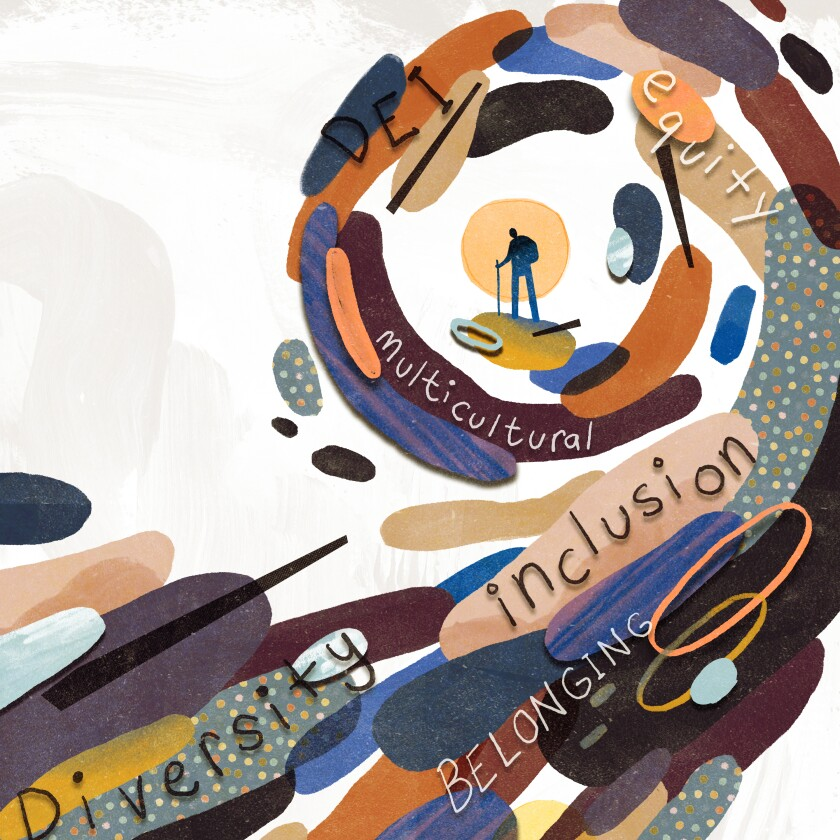 DEI
equity
multicultural
inclusion
BELONGING
Diversity